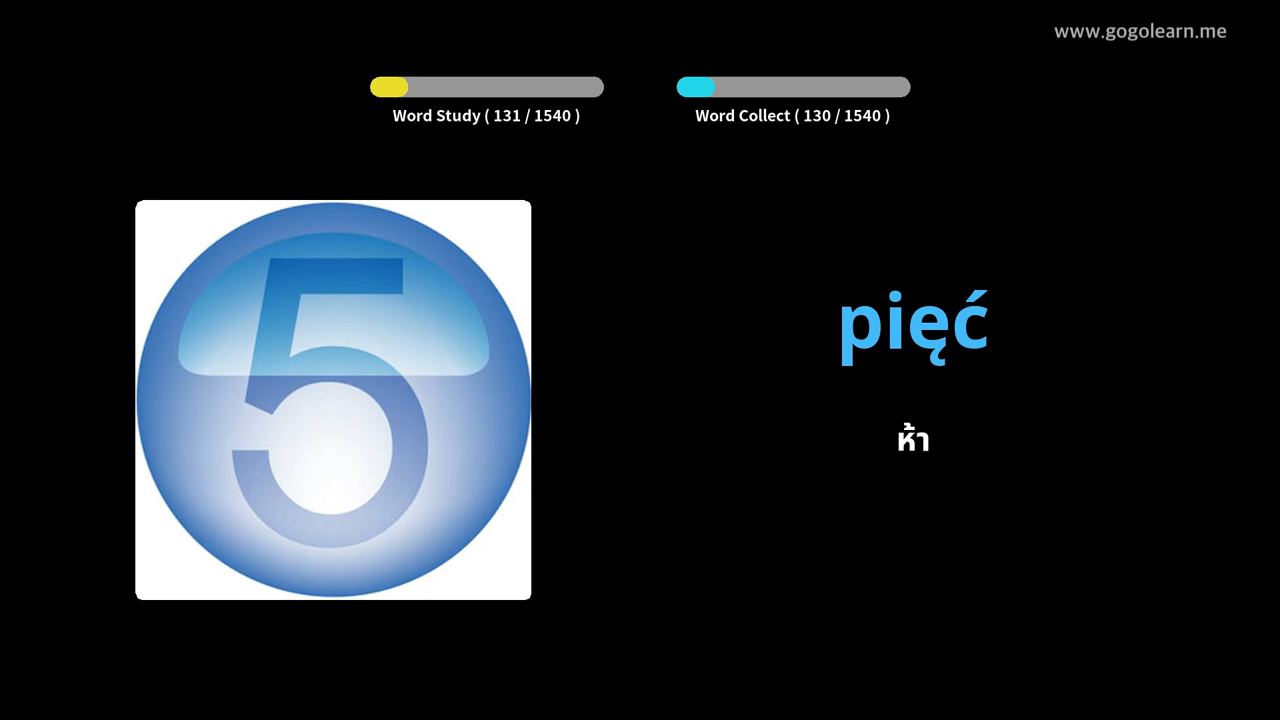 www.gogolearn.me
Word Study ( 131 / 1540 )
Word Collect ( 130 / 1540 )
5
pięć
ห้า